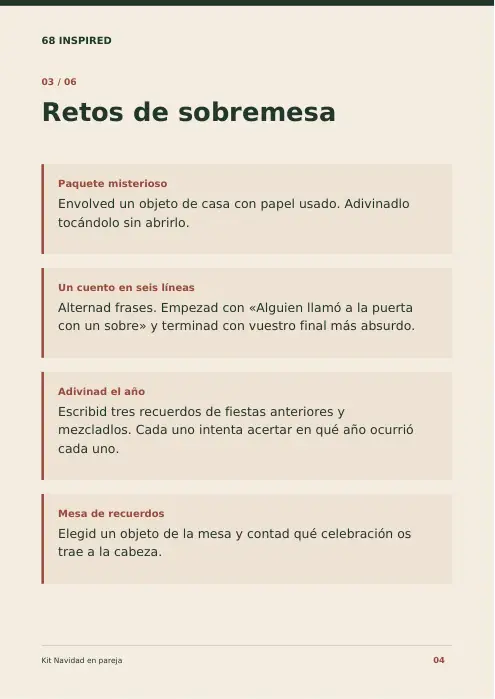 68 INSPIRED
03 / 06
Retos de sobremesa
Paquete misterioso
Envolved un objeto de casa con papel usado. Adivinadlo
tocándolo sin abrirlo.
Un cuento en seis líneas
Alternad frases. Empezad con «Alguien llamó a la puerta
con un sobre» y terminad con vuestro final más absurdo.
Adivinad el año
Escribid tres recuerdos de fiestas anteriores y
mezcladlos. Cada uno intenta acertar en qué año ocurrió
cada uno.
Mesa de recuerdos
Elegid un objeto de la mesa y contad qué celebración os
trae a la cabeza.
Kit Navidad en pareja
04